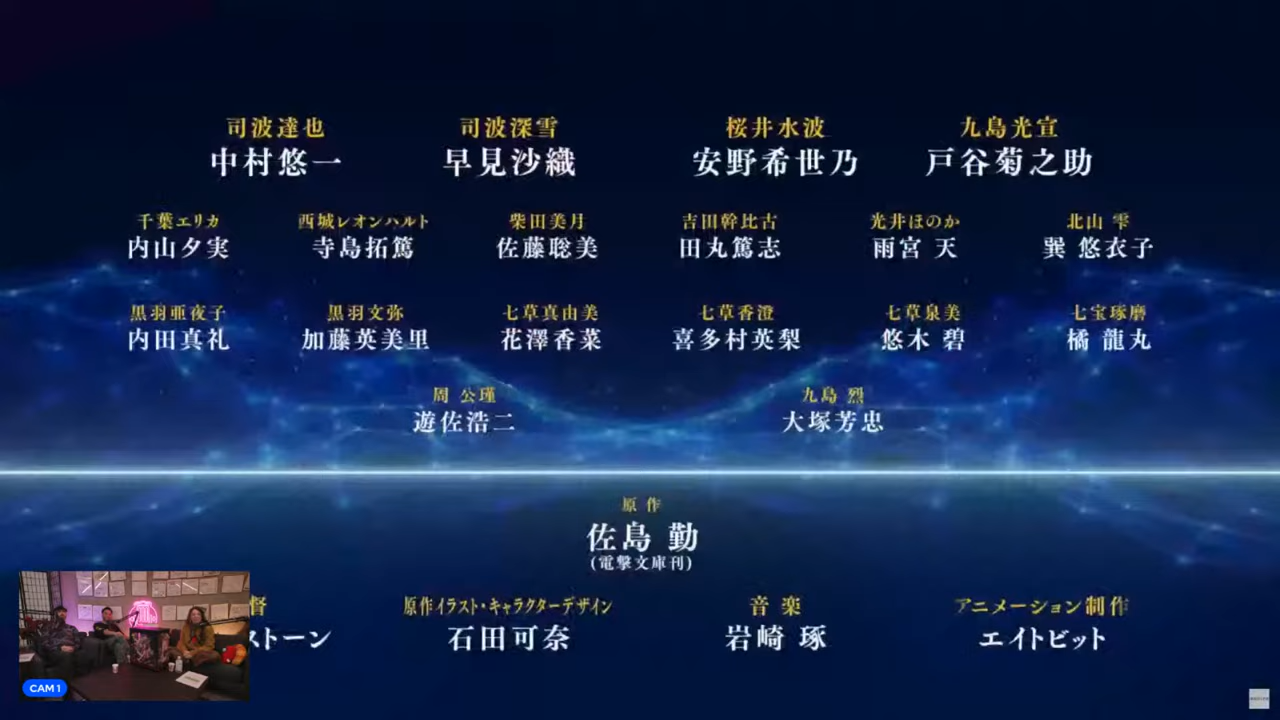 司波達也 司波深雪 桜井水波 九島光宣
中村悠一 早見沙織 安野希世乃 戸谷菊之助
千葉エリカ 西城レオンハルト 柴田美月 吉田幹比古 光井ほのか 北山 雫
内山夕実 寺島拓篤 佐藤聡美 田丸篤志 雨宮 天 巽 悠衣子
黒羽亜夜子 黒羽文弥 七草真由美 七草香澄 七草泉美 七宝琢磨
内田真礼 加藤英美里 花澤香菜 喜多村英梨 悠木 碧 橘 龍丸
周 公瑾 九島 烈
遊佐浩二 大塚芳忠
原作
佐島 勤
(電撃文庫刊)
督 原作イラスト・キャラクターデザイン 音楽 アニメーション制作
ストーン 石田可奈 岩崎 琢 エイトビット
CAM 1